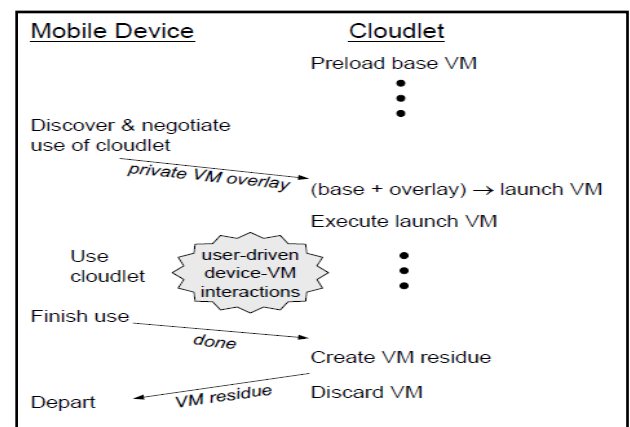 Mobile Device
Cloudlet
Preload base VM
Discover & negotiate
use of cloudlet
private VM overlay
(base + overlay) → launch VM
Execute launch VM
Use
cloudlet
user-driven
device-VM
interactions
Finish use
done
Create VM residue
VM residue
Discard VM
Depart